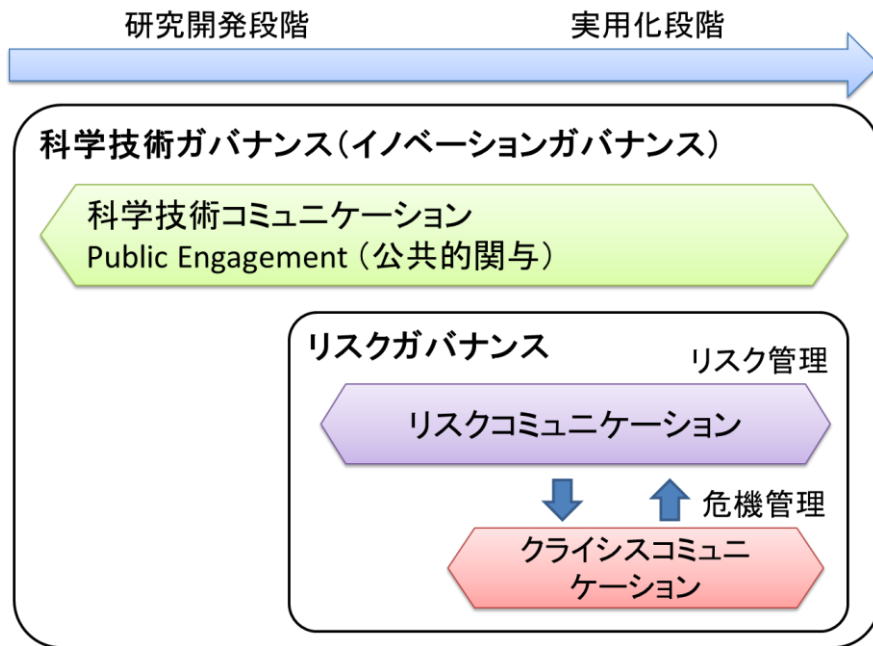 研究開発段階 実用化段階
科学技術ガバナンス(イノベーションガバナンス)
科学技術コミュニケーション
Public Engagement (公共的関与)
リスクガバナンス
リスク管理
リスクコミュニケーション
危機管理
クライシスコミュニ
ケーション